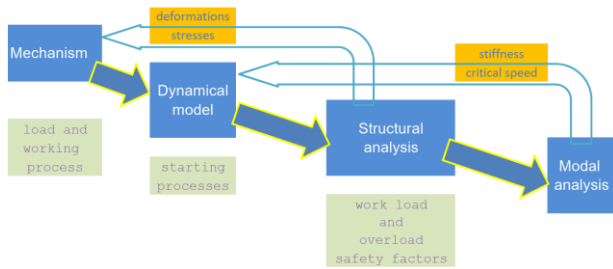 deformations
stresses
Mechanism
stiffness
critical speed
Dynamical
model
Structural
analysis
Modal
analysis
load and
working
process
starting
processes
work load
and
overload
safety factors